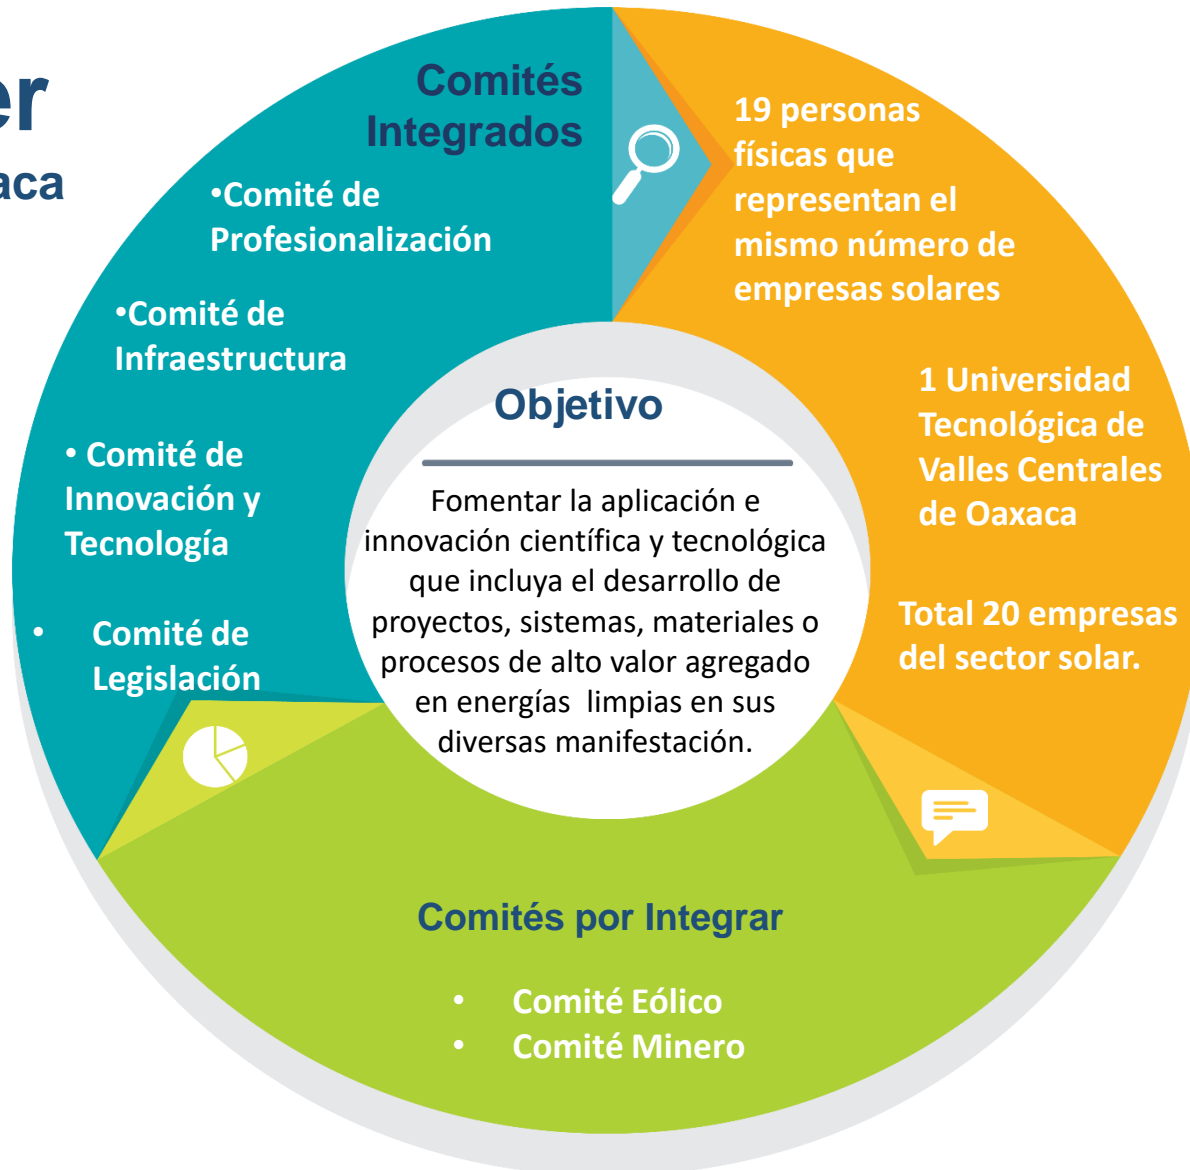 er
aca
Comités
Integrados
•Comité de
Profesionalización
•Comité de
Infraestructura
• Comité de
Innovación y
Tecnología
• Comité de
Legislación
19 personas
físicas que
representan el
mismo número de
empresas solares
1 Universidad
Tecnológica de
Valles Centrales
de Oaxaca
Total 20 empresas
del sector solar.
Objetivo
Fomentar la aplicación e
innovación científica y tecnológica
que incluya el desarrollo de
proyectos, sistemas, materiales o
procesos de alto valor agregado
en energías limpias en sus
diversas manifestación.
Comités por Integrar
• Comité Eólico
• Comité Minero